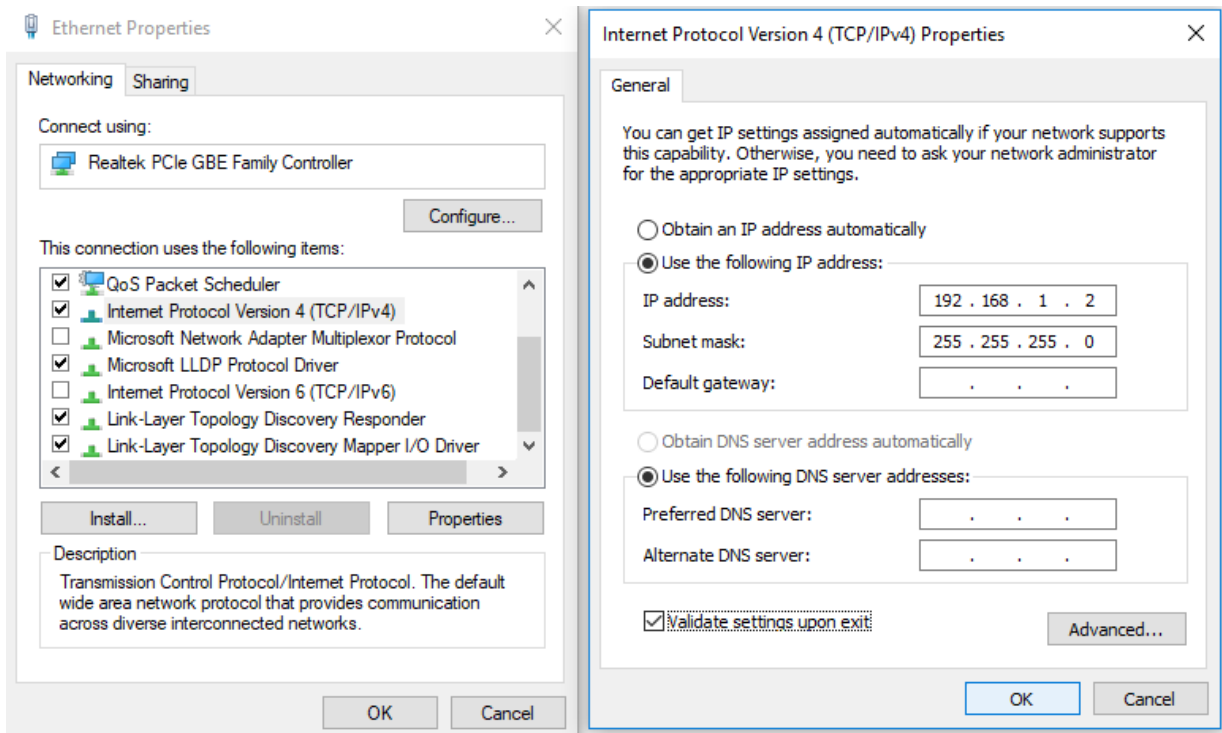 Ethernet Properties
Networking
Sharing
Connect using:
Realtek PCIe GBE Family Controller
Configure...
This connection uses the following items:
QoS Packet Scheduler
Internet Protocol Version 4 (TCP/IPv4)
Microsoft Network Adapter Multiplexor Protocol
Microsoft LLDP Protocol Driver
Internet Protocol Version 6 (TCP/IPv6)
Link-Layer Topology Discovery Responder
Link-Layer Topology Discovery Mapper I/O Driver
Install...
Uninstall
Properties
Description
Transmission Control Protocol/Internet Protocol. The default
wide area network protocol that provides communication
across diverse interconnected networks.
OK
Cancel
Internet Protocol Version 4 (TCP/IPv4) Properties
General
You can get IP settings assigned automatically if your network supports
this capability. Otherwise, you need to ask your network administrator
for the appropriate IP settings.
Obtain an IP address automatically
Use the following IP address:
IP address: 192 . 168 . 1 . 2
Subnet mask: 255 . 255 . 255 . 0
Default gateway: . . .
Obtain DNS server address automatically
Use the following DNS server addresses:
Preferred DNS server: . . .
Alternate DNS server: . . .
Validate settings upon exit
Advanced...
OK
Cancel